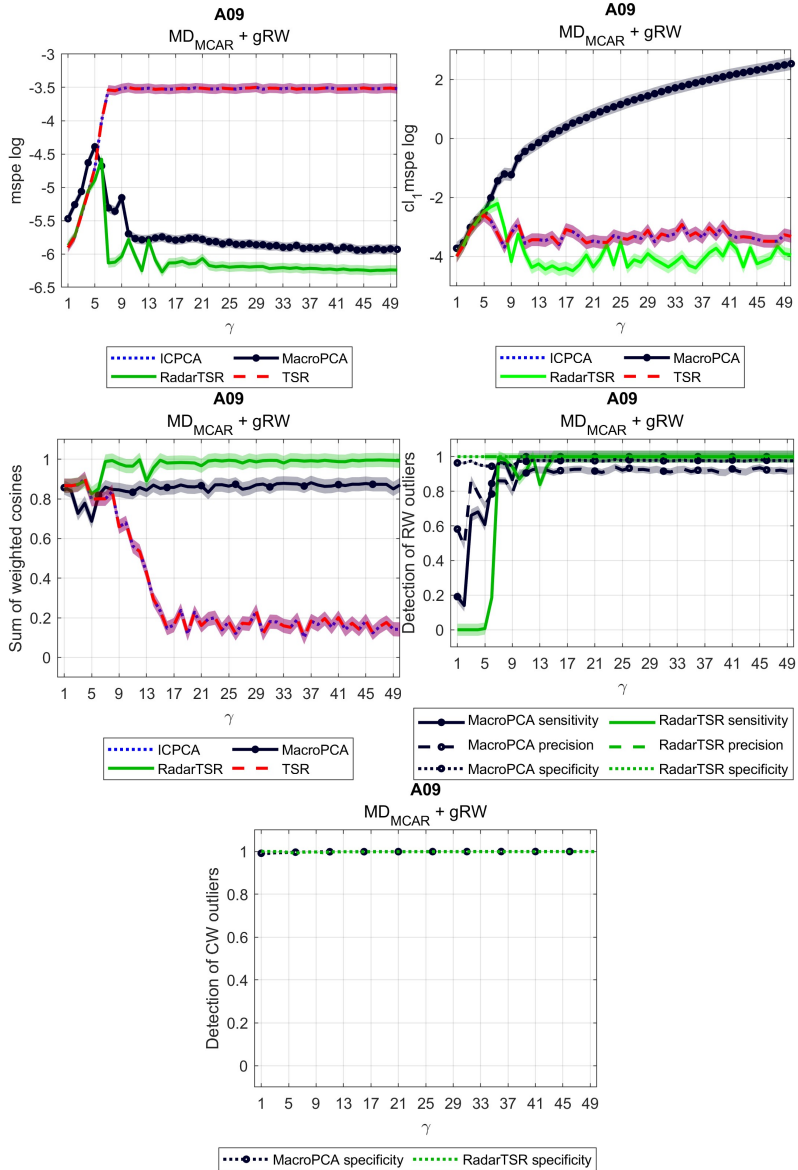 A09
MD_MCAR + gRW
mspe log
-3
-3.5
-4
-4.5
-5
-5.5
-6
-6.5
1 5 9 13 17 21 25 29 33 37 41 45 49
γ
ICPCA MacroPCA
RadarTSR TSR
A09
MD_MCAR + gRW
cl_1 mspe log
2
0
-2
-4
1 5 9 13 17 21 25 29 33 37 41 45 49
γ
ICPCA MacroPCA
RadarTSR TSR
A09
MD_MCAR + gRW
Sum of weighted cosines
1
0.8
0.6
0.4
0.2
0
1 5 9 13 17 21 25 29 33 37 41 45 49
γ
ICPCA MacroPCA
RadarTSR TSR
A09
MD_MCAR + gRW
Detection of RW outliers
1
0.8
0.6
0.4
0.2
0
1 5 9 13 17 21 25 29 33 37 41 45 49
γ
MacroPCA sensitivity RadarTSR sensitivity
MacroPCA precision RadarTSR precision
MacroPCA specificity RadarTSR specificity
A09
MD_MCAR + gRW
Detection of CW outliers
1
0.8
0.6
0.4
0.2
0
1 5 9 13 17 21 25 29 33 37 41 45 49
γ
MacroPCA specificity RadarTSR specificity